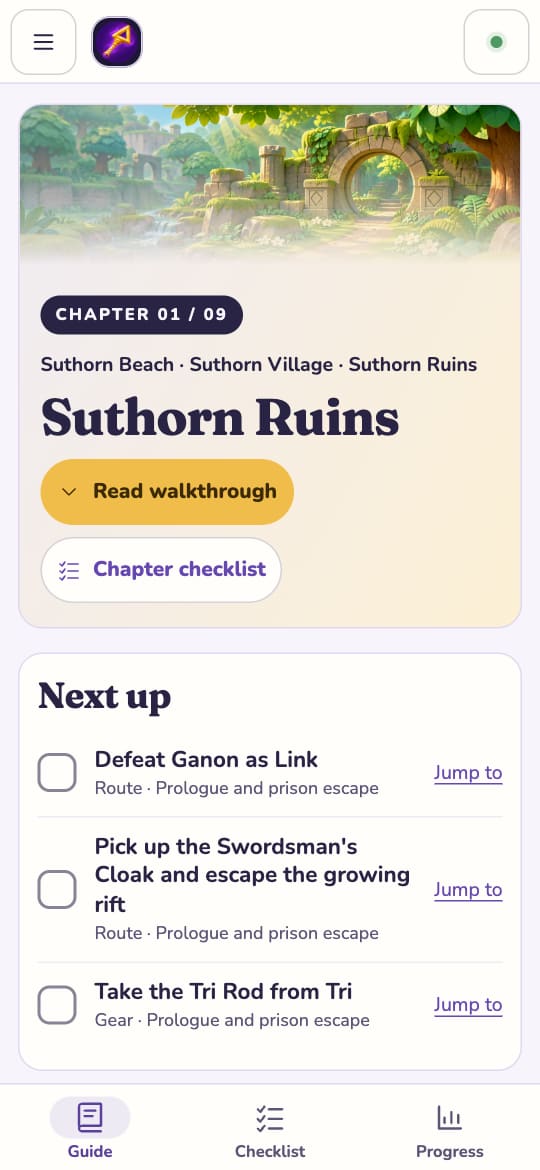 CHAPTER 01 / 09
Suthorn Beach · Suthorn Village · Suthorn Ruins
Suthorn Ruins
Read walkthrough
Chapter checklist
Next up
Defeat Ganon as Link
Route · Prologue and prison escape
Jump to
Pick up the Swordsman's
Cloak and escape the growing
rift
Route · Prologue and prison escape
Jump to
Take the Tri Rod from Tri
Gear · Prologue and prison escape
Jump to
Guide
Checklist
Progress